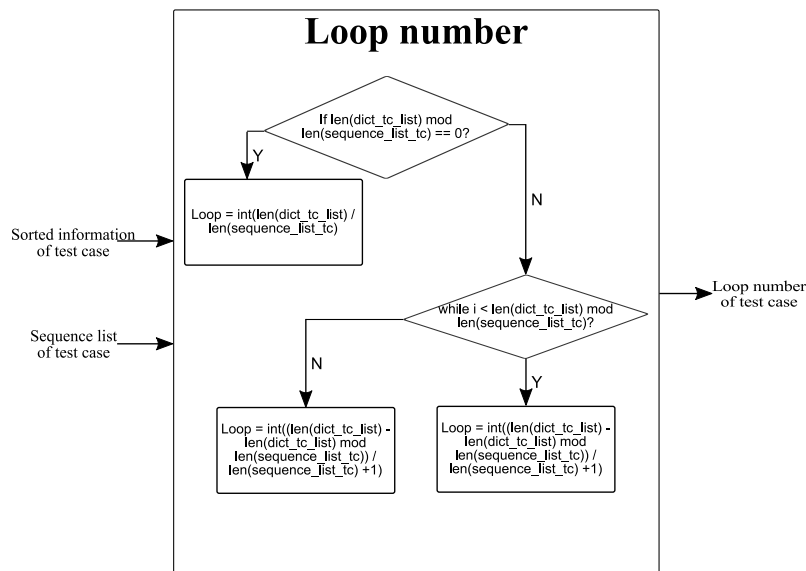 Loop number
If len(dict_tc_list) mod
len(sequence_list_tc) == 0?
Y
N
Loop = int(len(dict_tc_list) /
len(sequence_list_tc)
Sorted information
of test case
Sequence list
of test case
while i < len(dict_tc_list) mod
len(sequence_list_tc)?
Loop number
of test case
N
Y
Loop = int((len(dict_tc_list) -
len(dict_tc_list) mod
len(sequence_list_tc)) /
len(sequence_list_tc) +1)
Loop = int((len(dict_tc_list) -
len(dict_tc_list) mod
len(sequence_list_tc)) /
len(sequence_list_tc) +1)